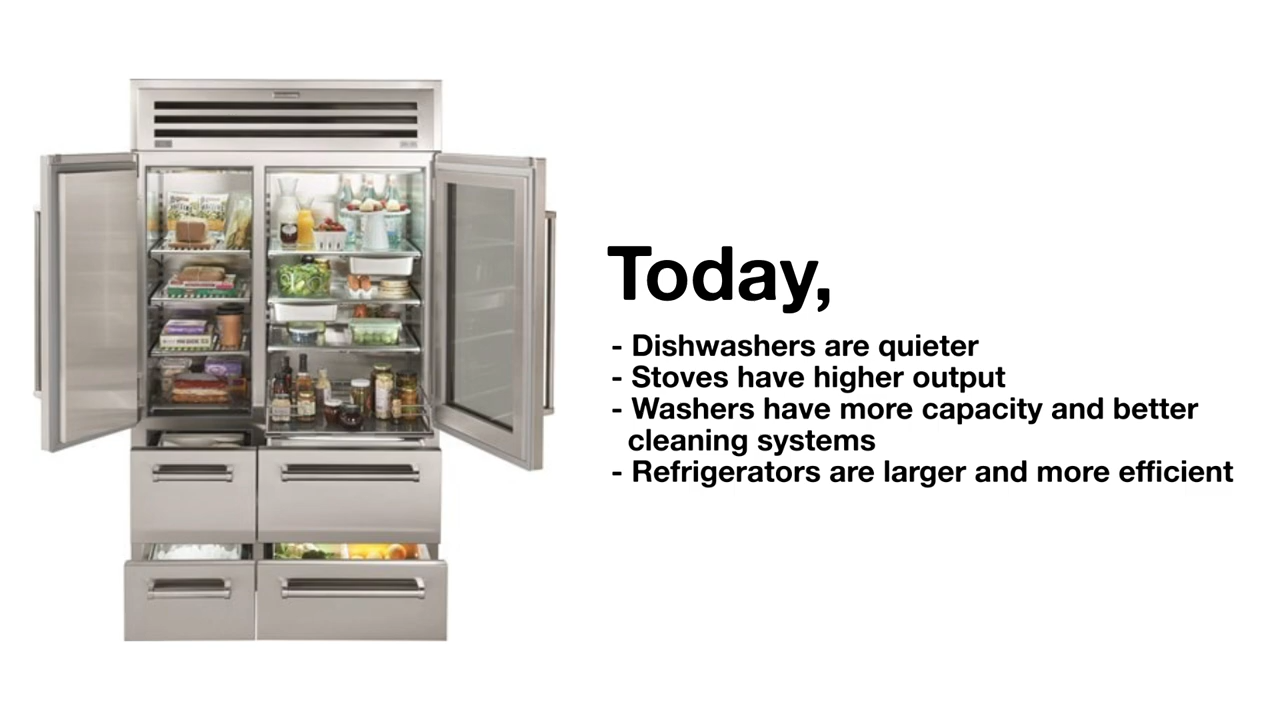 Today,
- Dishwashers are quieter
- Stoves have higher output
- Washers have more capacity and better
cleaning systems
- Refrigerators are larger and more efficient